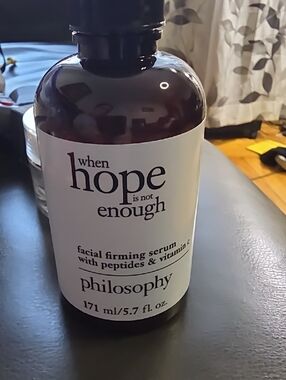 when
hope
is not
enough
facial firming serum
with peptides & vitamin
philosophy
171 ml/5.7 fl. oz.